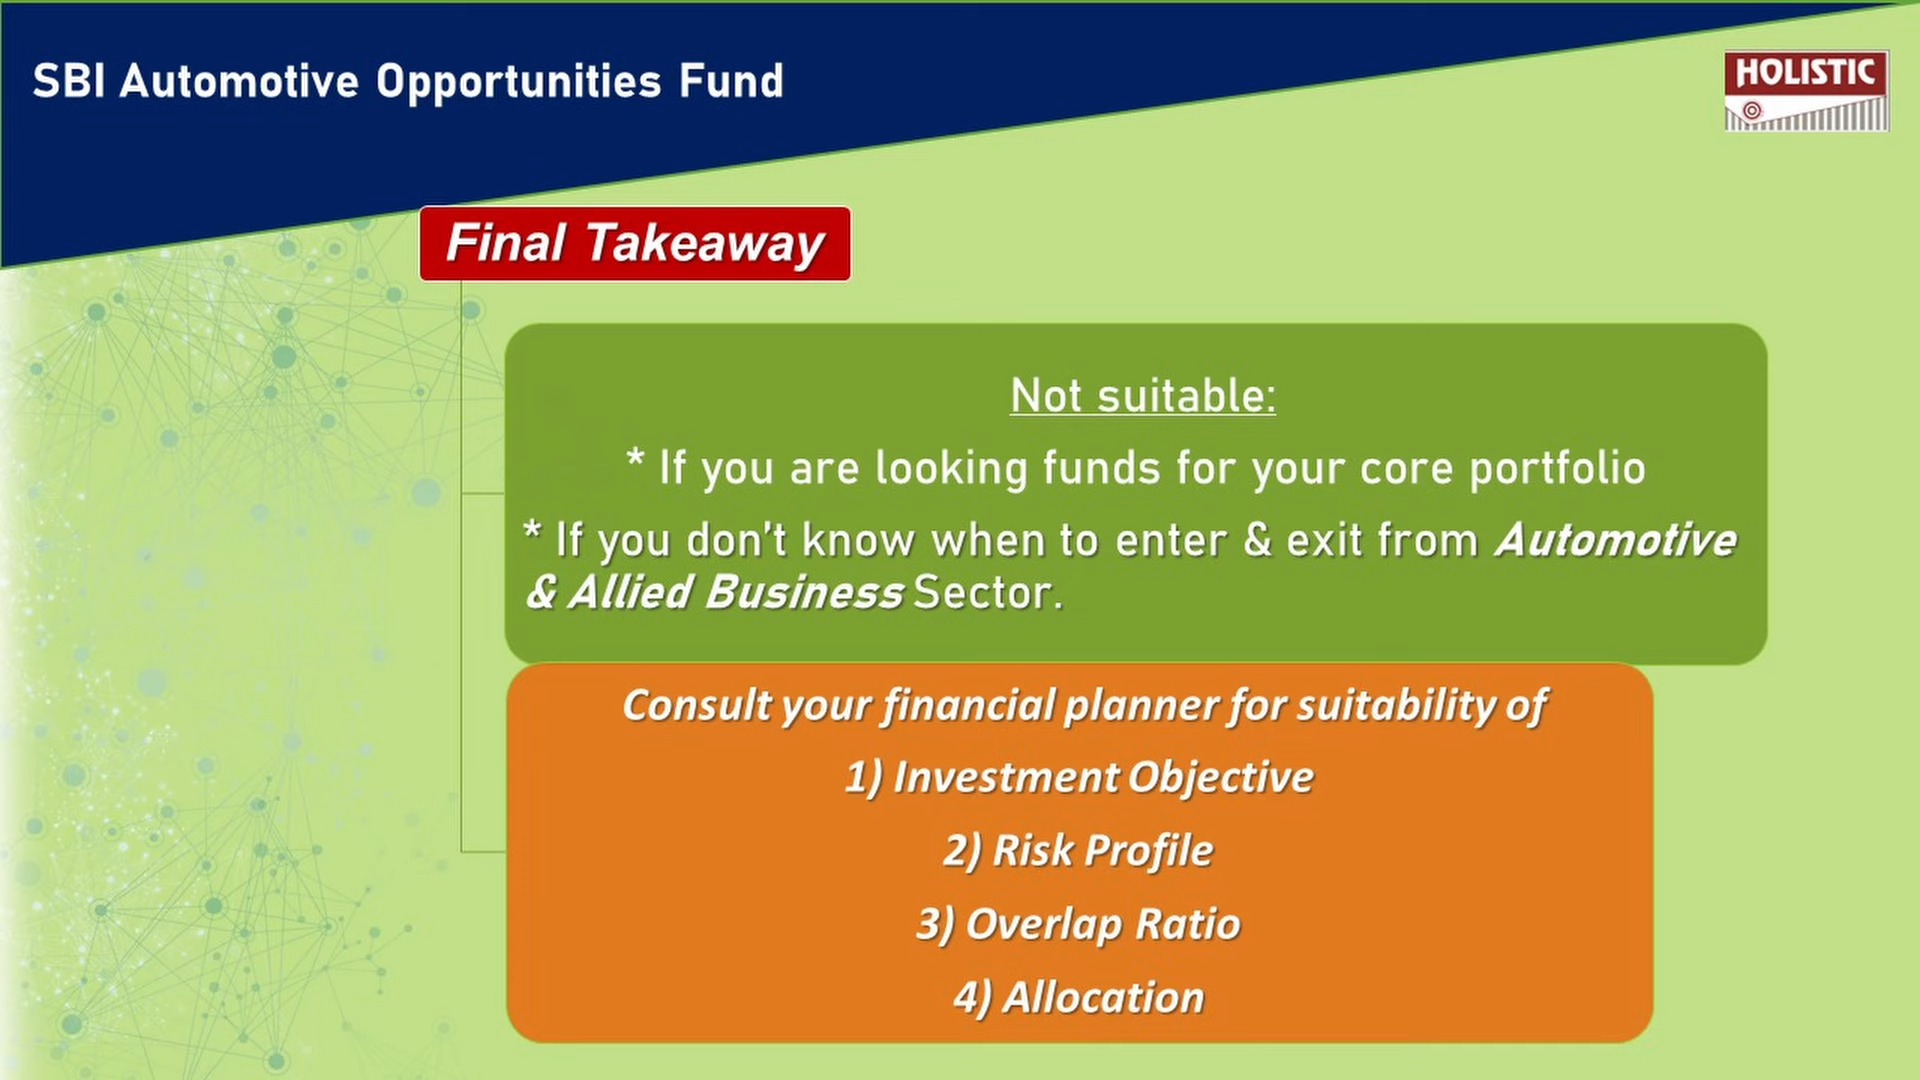 SBI Automotive Opportunities Fund
HOLISTIC
Final Takeaway
Not suitable:
* If you are looking funds for your core portfolio
* If you don't know when to enter & exit from Automotive
& Allied Business Sector.
Consult your financial planner for suitability of
1) Investment Objective
2) Risk Profile
3) Overlap Ratio
4) Allocation